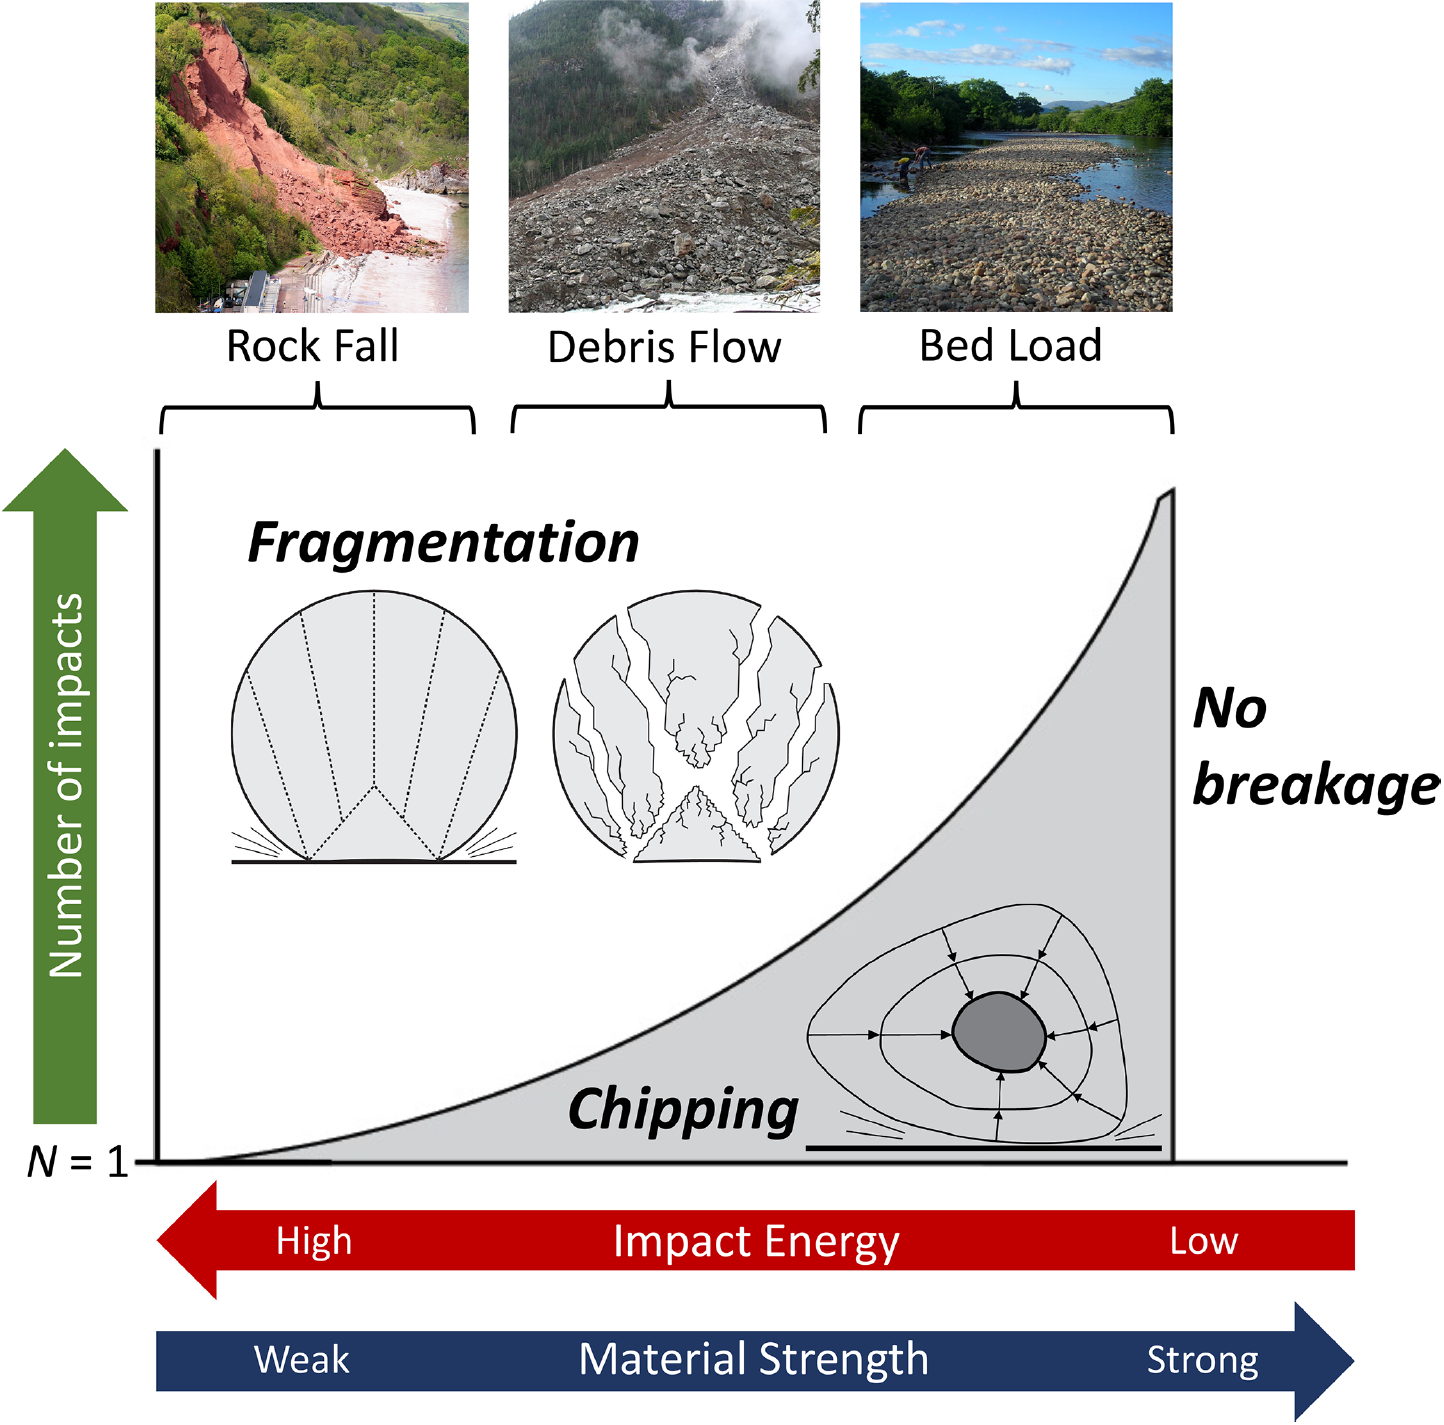 Rock Fall
Debris Flow
Bed Load
Number of impacts
Fragmentation
No
breakage
Chipping
N = 1
High
Impact Energy
Low
Weak
Material Strength
Strong